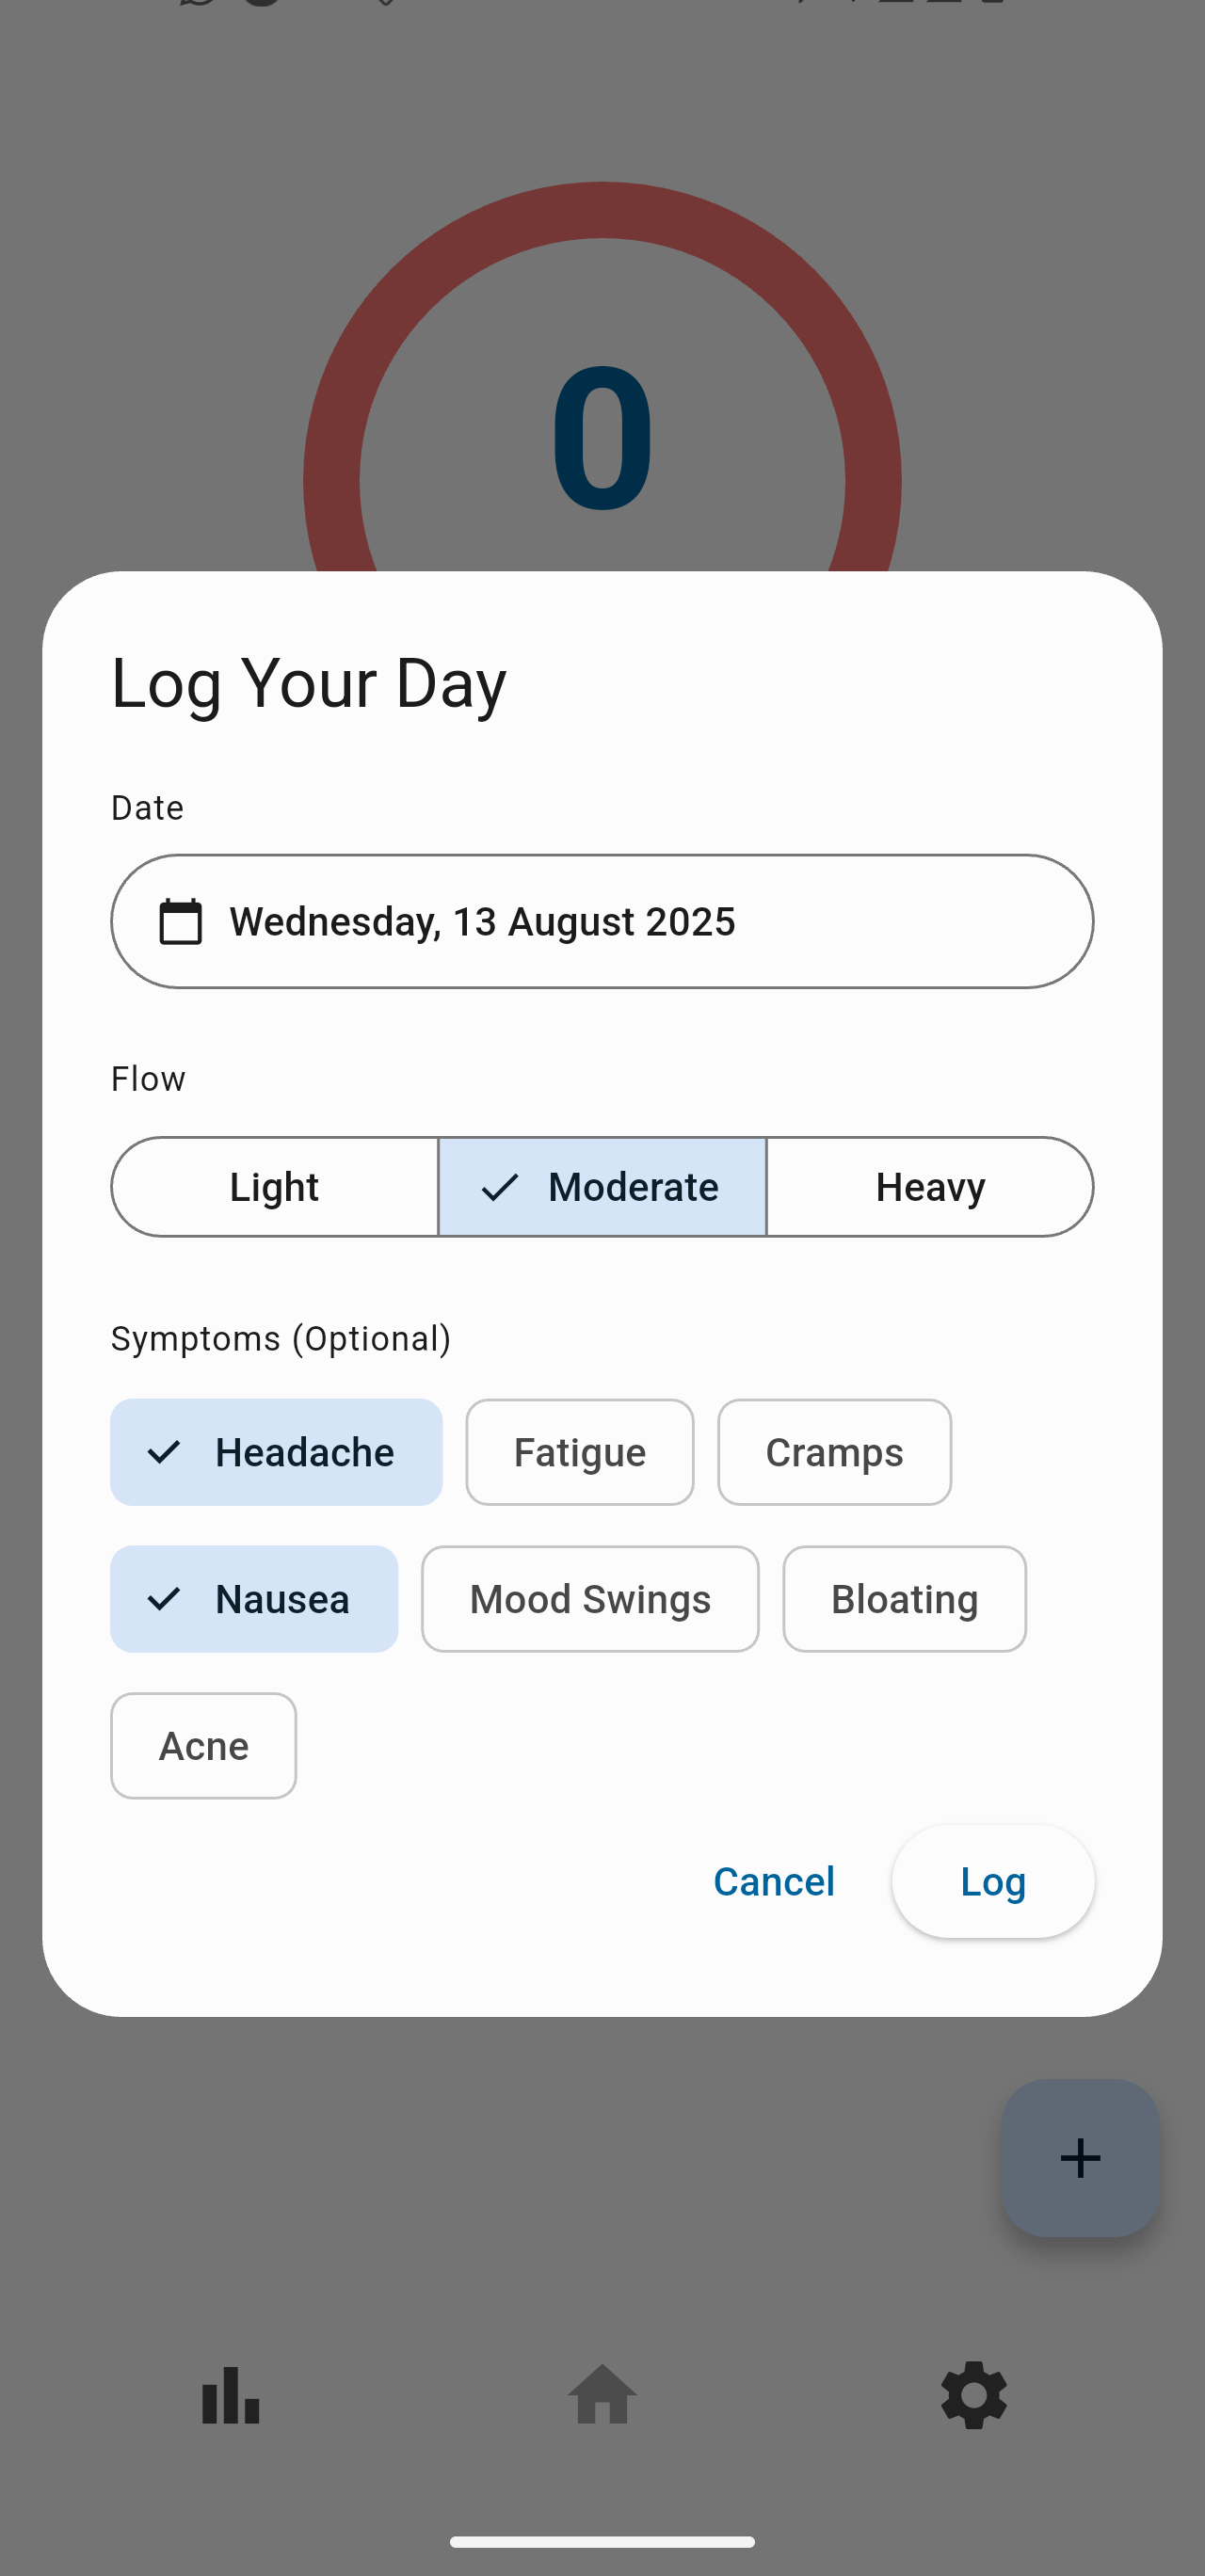 0
Log Your Day
Date
Wednesday, 13 August 2025
Flow
Light Moderate Heavy
Symptoms (Optional)
Headache Fatigue Cramps
Nausea Mood Swings Bloating
Acne
Cancel Log